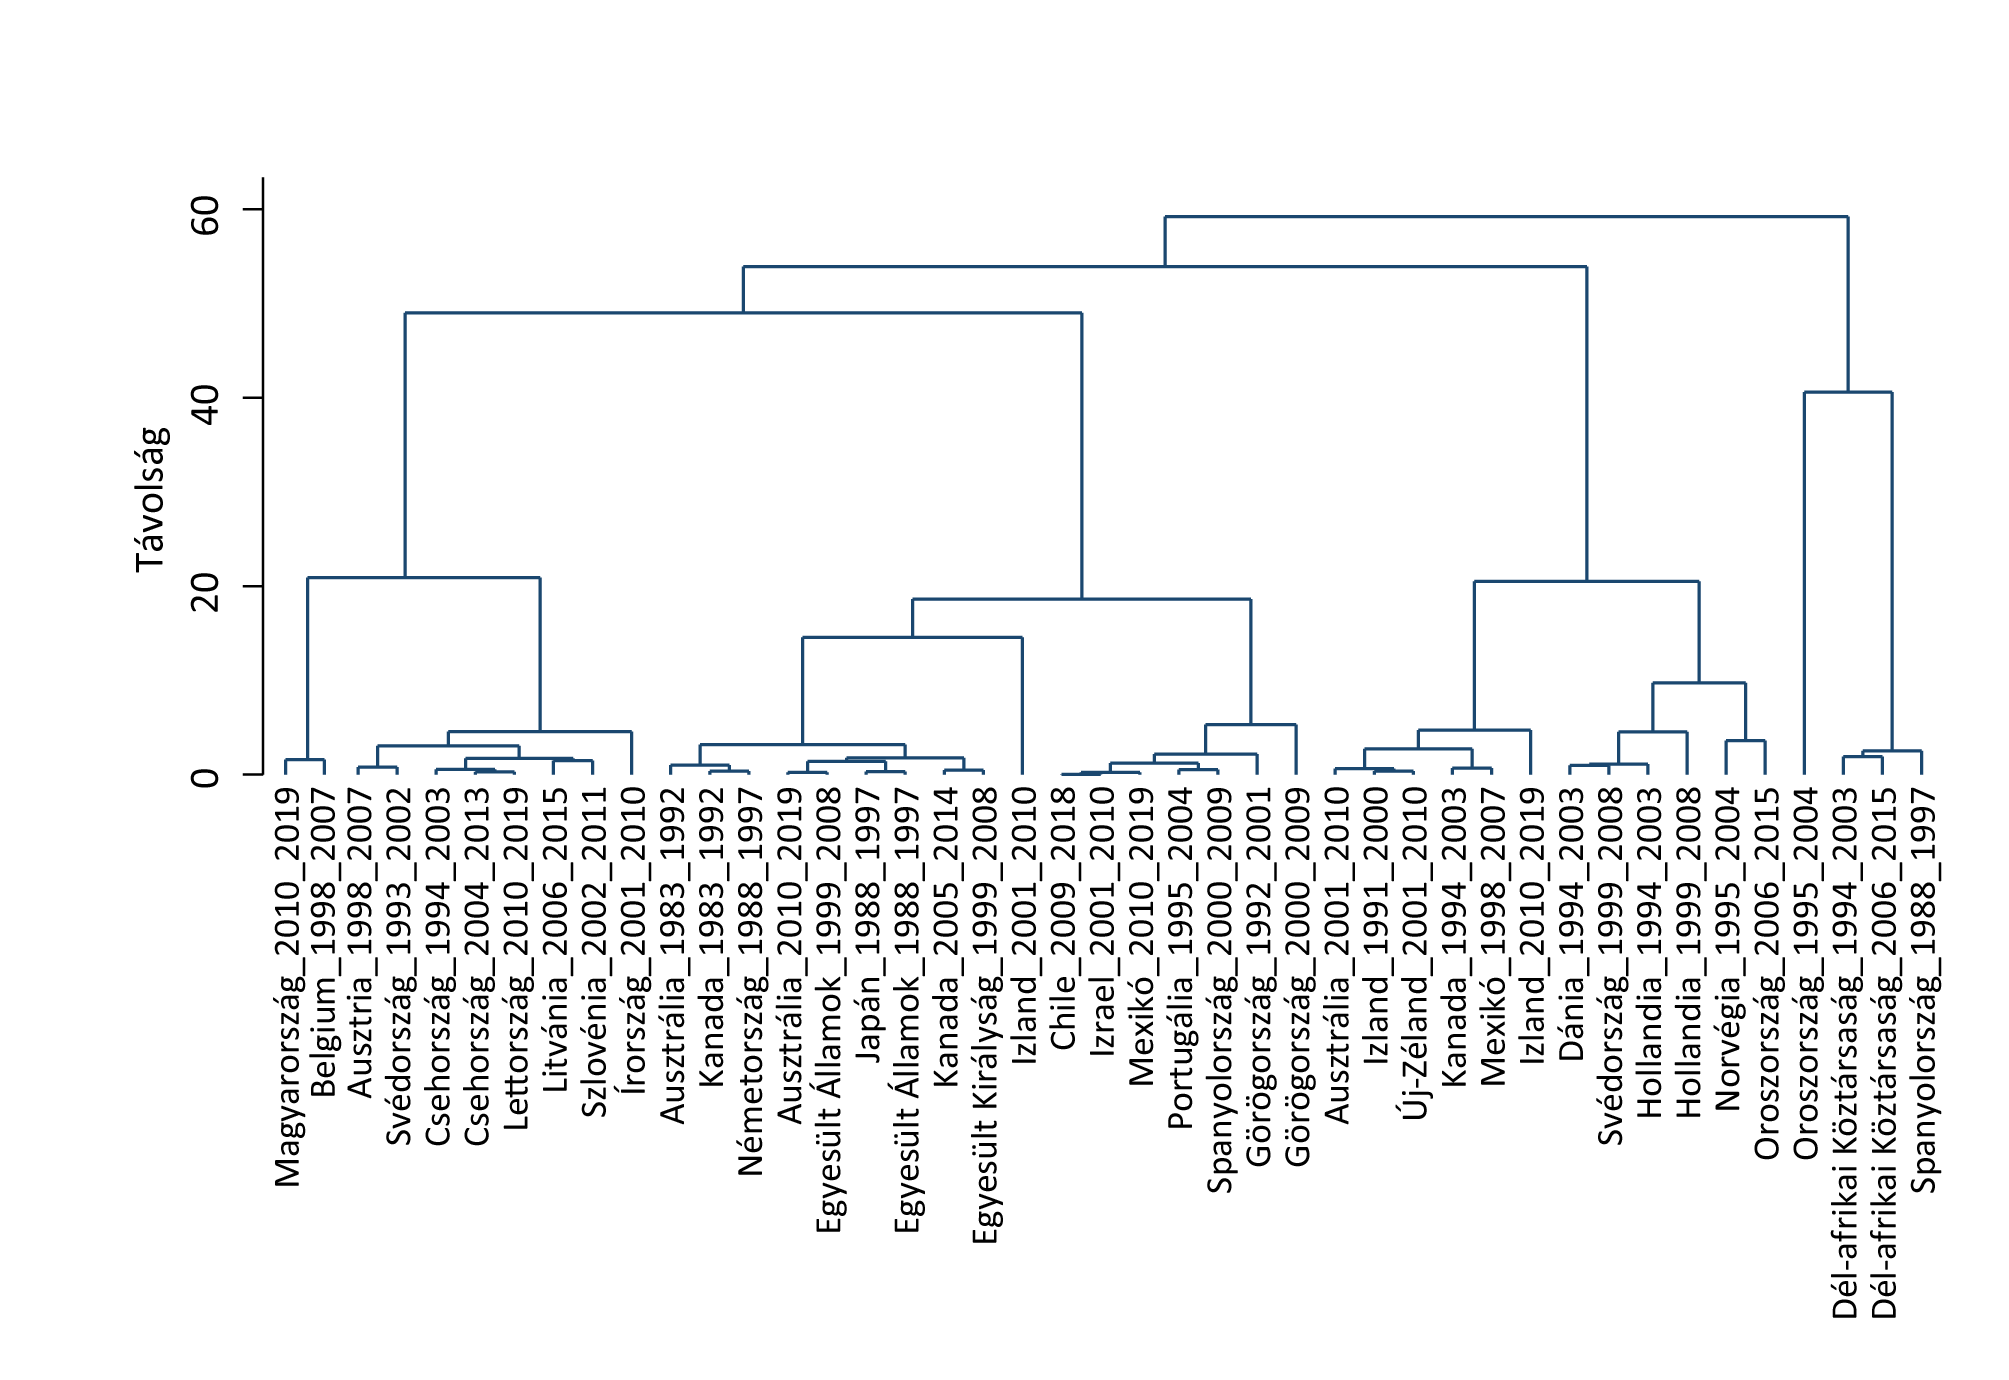 Távolság
60
40
20
0
Magyarország_2010_2019
Belgium_1998_2007
Ausztria_1998_2007
Svédország_1993_2002
Csehország_1994_2003
Csehország_2004_2013
Lettország_2010_2019
Litvánia_2006_2015
Szlovénia_2002_2011
Írország_2001_2010
Ausztrália_1983_1992
Kanada_1983_1992
Németország_1988_1997
Ausztrália_2010_2019
Egyesült Államok_1999_2008
Japán_1988_1997
Egyesült Államok_1988_1997
Kanada_2005_2014
Egyesült Királyság_1999_2008
Izland_2001_2010
Chile_2009_2018
Izrael_2001_2010
Mexikó_2010_2019
Portugália_1995_2004
Spanyolország_2000_2009
Görögország_1992_2001
Görögország_2000_2009
Ausztrália_2001_2010
Izland_1991_2000
Új-Zéland_2001_2010
Kanada_1994_2003
Mexikó_1998_2007
Izland_2010_2019
Dánia_1994_2003
Svédország_1999_2008
Hollandia_1994_2003
Hollandia_1999_2008
Norvégia_1995_2004
Oroszország_2006_2015
Oroszország_1995_2004
Dél-afrikai Köztársaság_1994_2003
Dél-afrikai Köztársaság_2006_2015
Spanyolország_1988_1997